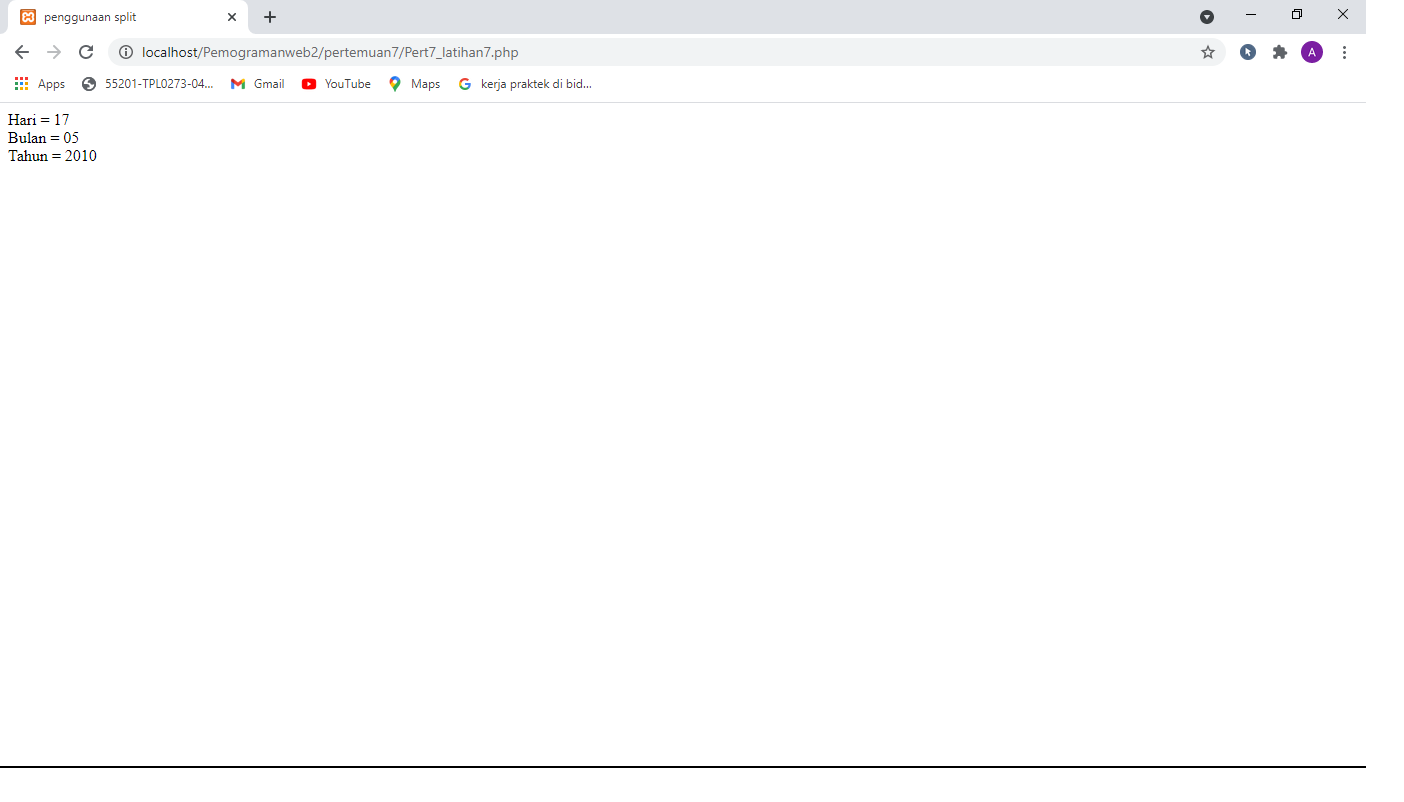 penggunaan split
localhost/Pemogramanweb2/pertemuan7/Pert7_latihan7.php
A
Apps 55201-TPL0273-04... Gmail YouTube Maps kerja praktek di bid...
Hari = 17
Bulan = 05
Tahun = 2010